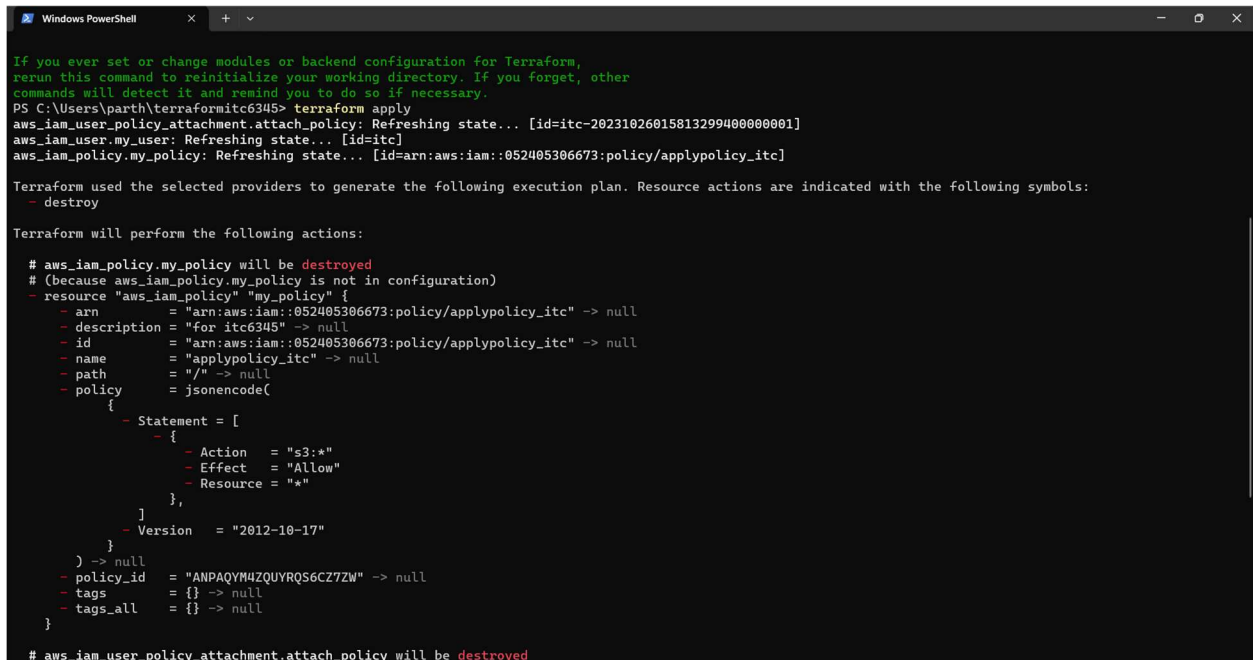 Windows PowerShell
If you ever set or change modules or backend configuration for Terraform,
rerun this command to reinitialize your working directory. If you forget, other
commands will detect it and remind you to do so if necessary.
PS C:\Users\parth\terraformitc6345> terraform apply
aws_iam_user_policy_attachment.attach_policy: Refreshing state... [id=itc-20231026015813299400000001]
aws_iam_user.my_user: Refreshing state... [id=itc]
aws_iam_policy.my_policy: Refreshing state... [id=arn:aws:iam::052405306673:policy/applypolicy_itc]
Terraform used the selected providers to generate the following execution plan. Resource actions are indicated with the following symbols:
- destroy
Terraform will perform the following actions:
# aws_iam_policy.my_policy will be destroyed
# (because aws_iam_policy.my_policy is not in configuration)
- resource "aws_iam_policy" "my_policy" {
- arn = "arn:aws:iam::052405306673:policy/applypolicy_itc" -> null
- description = "for itc6345" -> null
- id = "arn:aws:iam::052405306673:policy/applypolicy_itc" -> null
- name = "applypolicy_itc" -> null
- path = "/" -> null
- policy = jsonencode(
{
- Statement = [
- {
- Action = "s3:*"
- Effect = "Allow"
- Resource = "*"
},
]
- Version = "2012-10-17"
}
) -> null
- policy_id = "ANPAQYM4ZQUYRQS6CZ7ZW" -> null
- tags = {} -> null
- tags_all = {} -> null
}
# aws_iam_user_policy_attachment.attach_policy will be destroyed